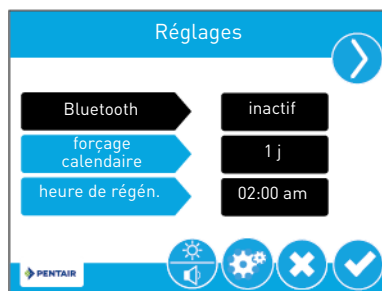 Réglages
Bluetooth
inactif
forçage
calendaire
1 j
heure de régén.
02:00 am
PENTAIR